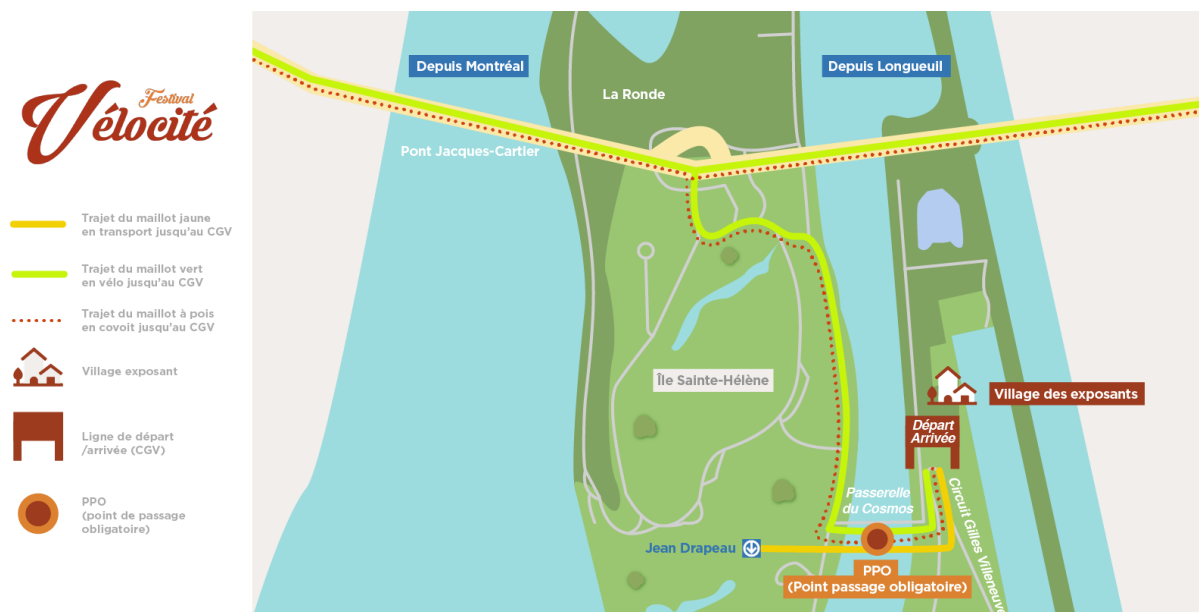 Festival
Vélocité
Trajet du maillot jaune
en transport jusqu'au CGV
Trajet du maillot vert
en vélo jusqu'au CGV
Trajet du maillot à pois
en covoit jusqu'au CGV
Village exposant
Ligne de départ
/arrivée (CGV)
PPO
(point de passage
obligatoire)
Depuis Montréal
Depuis Longueuil
La Ronde
Pont Jacques-Cartier
Île Sainte-Hélène
Village des exposants
Départ
Arrivée
Passerelle
du Cosmos
Circuit Gilles Villeneuve
Jean Drapeau
PPO
(Point passage obligatoire)